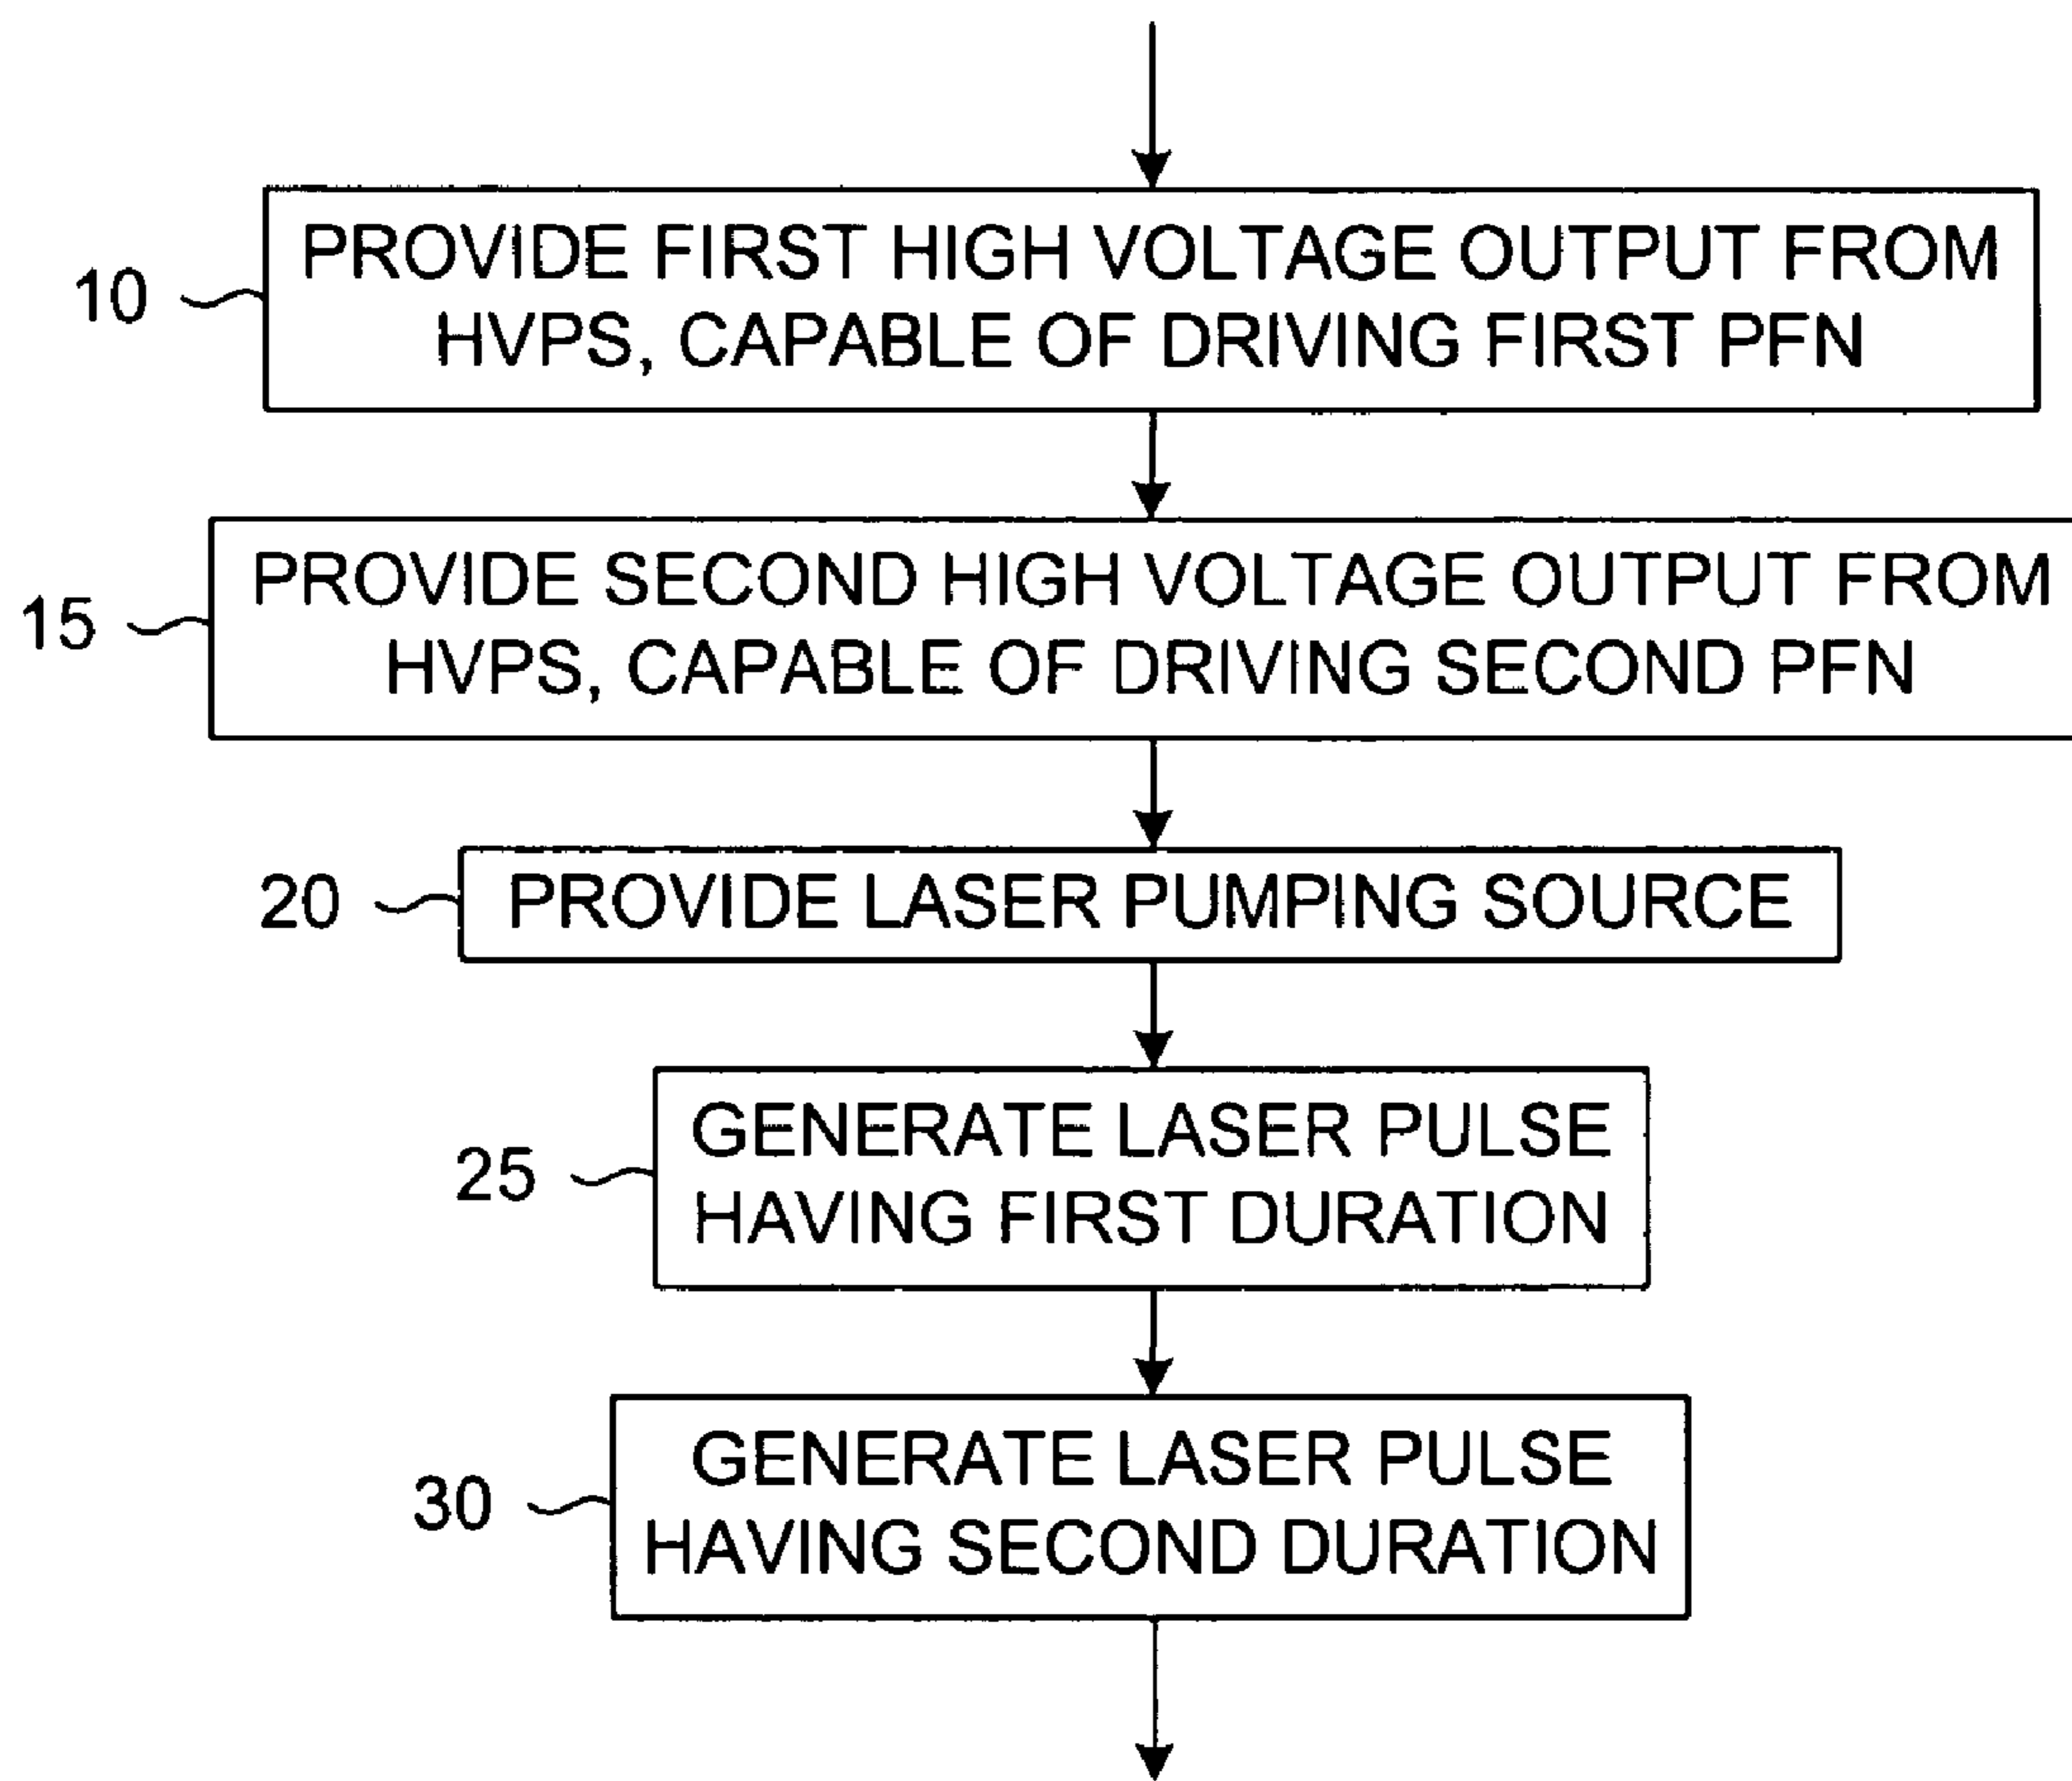 10
PROVIDE FIRST HIGH VOLTAGE OUTPUT FROM
HVPS, CAPABLE OF DRIVING FIRST PFN
15
PROVIDE SECOND HIGH VOLTAGE OUTPUT FROM
HVPS, CAPABLE OF DRIVING SECOND PFN
20
PROVIDE LASER PUMPING SOURCE
25
GENERATE LASER PULSE
HAVING FIRST DURATION
30
GENERATE LASER PULSE
HAVING SECOND DURATION